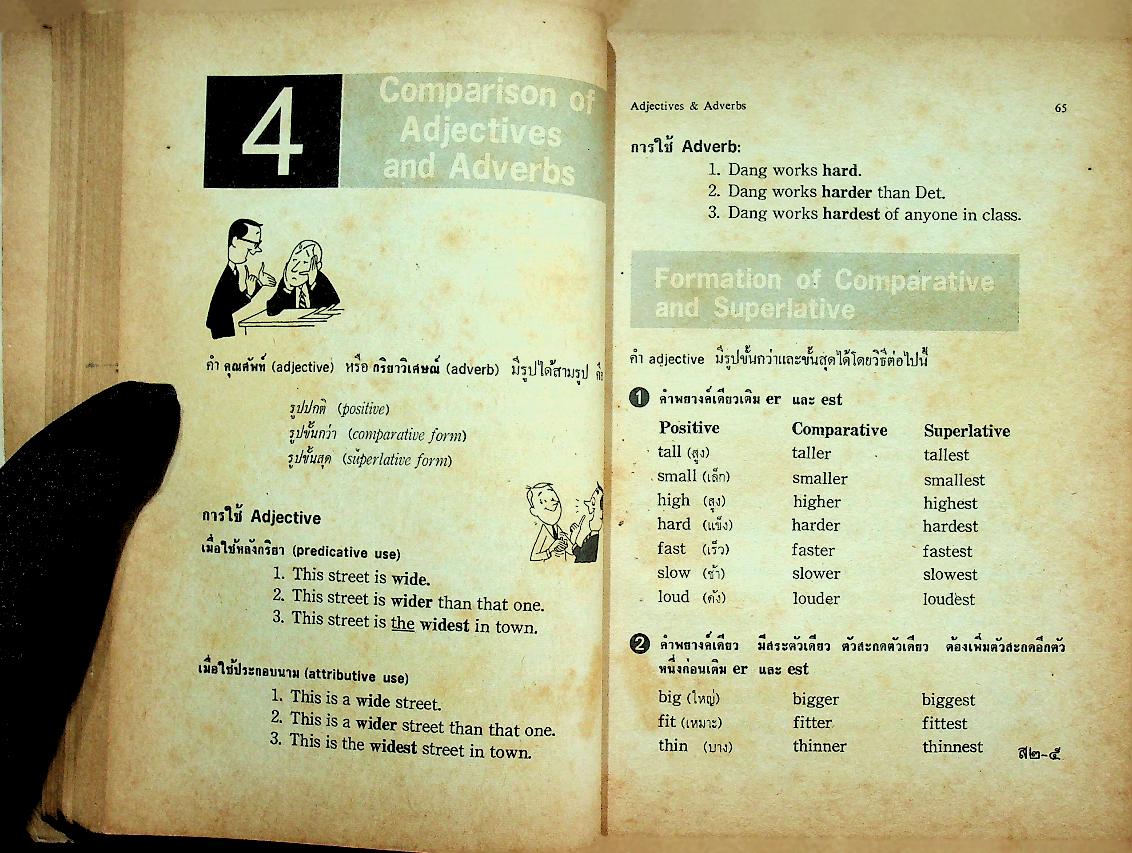 4
Comparison of
Adjectives
and Adverbs
คำ คุณศัพท์ (adjective) หรือ กริยาวิเศษณ์ (adverb) มีรูปได้สามรูป
รูปปกติ (positive)
รูปขั้นกว่า (comparative form)
รูปขั้นสุด (superlative form)
การใช้ Adjective
เมื่อใช้หลังกริยา (predicative use)
1. This street is wide.
2. This street is wider than that one.
3. This street is the widest in town.
เมื่อใช้ประกอบนาม (attributive use)
1. This is a wide street.
2. This is a wider street than that one.
3. This is the widest street in town.
Adjectives & Adverbs 65
การใช้ Adverb:
1. Dang works hard.
2. Dang works harder than Det.
3. Dang works hardest of anyone in class.
Formation of Comparative
and Superlative
คำ adjective มีรูปขั้นกว่าและขั้นสุดได้โดยวิธีต่อไปนี้
1 คำพยางค์เดียวเติม er และ est
Positive Comparative Superlative
tall (สูง) taller tallest
small (เล็ก) smaller smallest
high (สูง) higher highest
hard (แข็ง) harder hardest
fast (เร็ว) faster fastest
slow (ช้า) slower slowest
loud (ดัง) louder loudest
2 คำพยางค์เดียว มีสระตัวเดียว ตัวสะกดตัวเดียว ต้องเพิ่มตัวสะกดอีกตัว
หนึ่งก่อนเติม er และ est
big (ใหญ่) bigger biggest
fit (เหมาะ) fitter fittest
thin (บาง) thinner thinnest
ส๒-๕